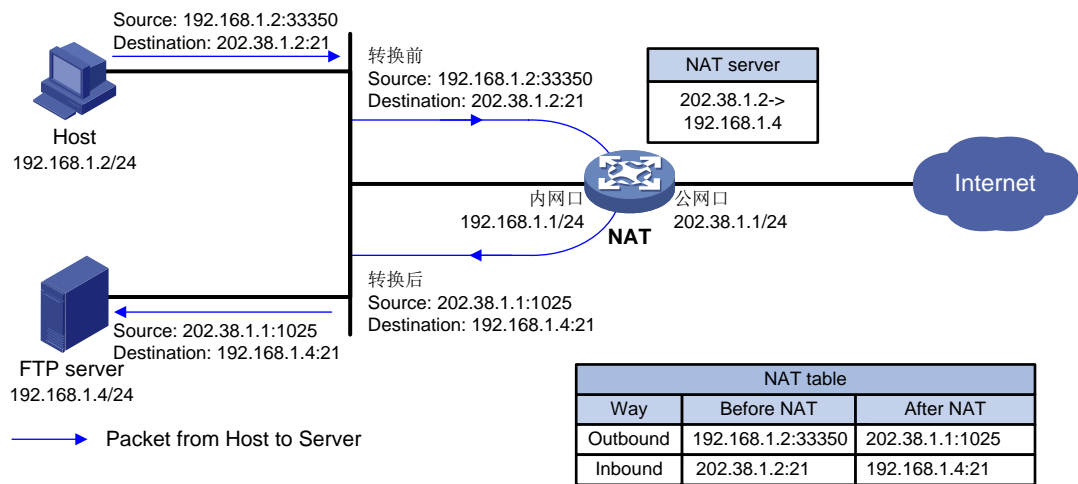 Source: 192.168.1.2:33350
Destination: 202.38.1.2:21
Host
192.168.1.2/24
转换前
Source: 192.168.1.2:33350
Destination: 202.38.1.2:21
NAT server
202.38.1.2->
192.168.1.4
内网口
192.168.1.1/24
NAT
公网口
202.38.1.1/24
Internet
转换后
Source: 202.38.1.1:1025
Destination: 192.168.1.4:21
Source: 202.38.1.1:1025
Destination: 192.168.1.4:21
FTP server
192.168.1.4/24
Packet from Host to Server
NAT table
Way Before NAT After NAT
Outbound 192.168.1.2:33350 202.38.1.1:1025
Inbound 202.38.1.2:21 192.168.1.4:21